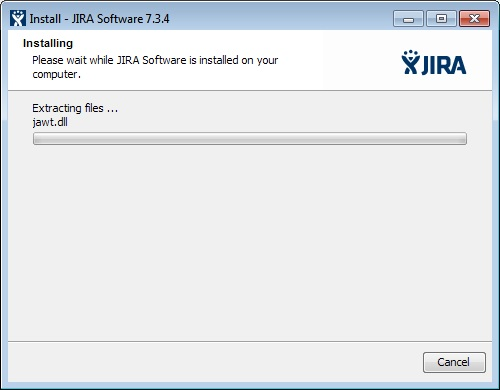 Install - JIRA Software 7.3.4
Installing
Please wait while JIRA Software is installed on your
computer.
JIRA
Extracting files ...
jawt.dll
Cancel